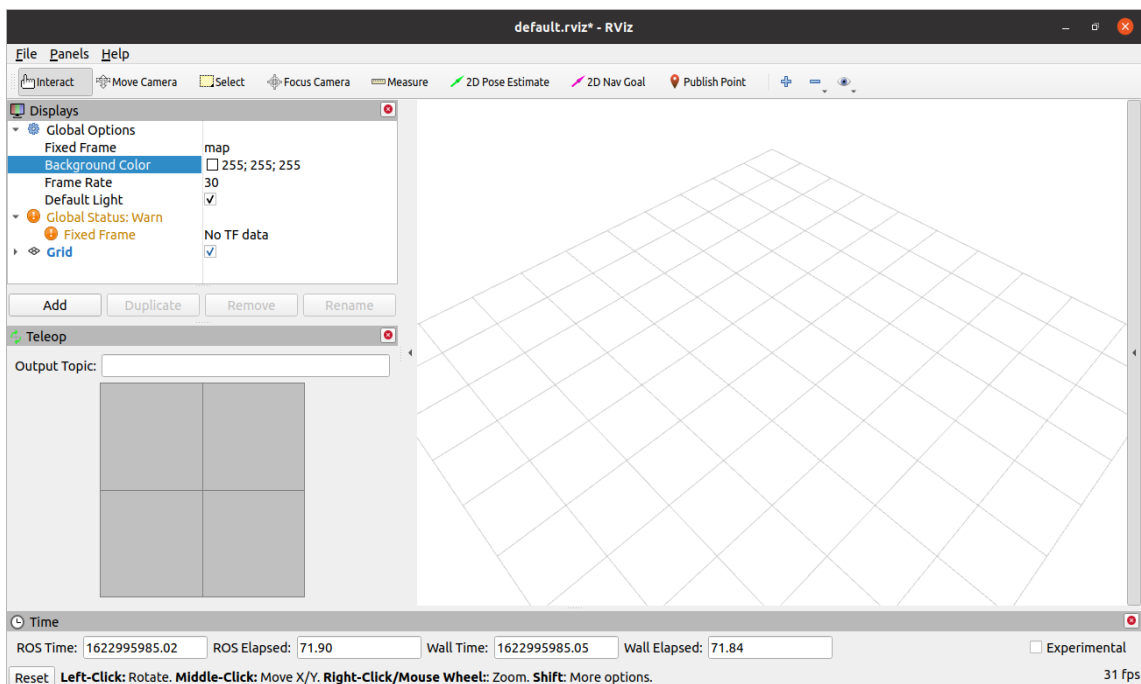 default.rviz* - RViz
File Panels Help
Interact Move Camera Select Focus Camera Measure 2D Pose Estimate 2D Nav Goal Publish Point
Displays
Global Options
Fixed Frame map
Background Color 255; 255; 255
Frame Rate 30
Default Light
Global Status: Warn
Fixed Frame No TF data
Grid
Add Duplicate Remove Rename
Teleop
Output Topic:
Time
ROS Time: 1622995985.02 ROS Elapsed: 71.90 Wall Time: 1622995985.05 Wall Elapsed: 71.84 Experimental
Reset Left-Click: Rotate. Middle-Click: Move X/Y. Right-Click/Mouse Wheel:: Zoom. Shift: More options. 31 fps